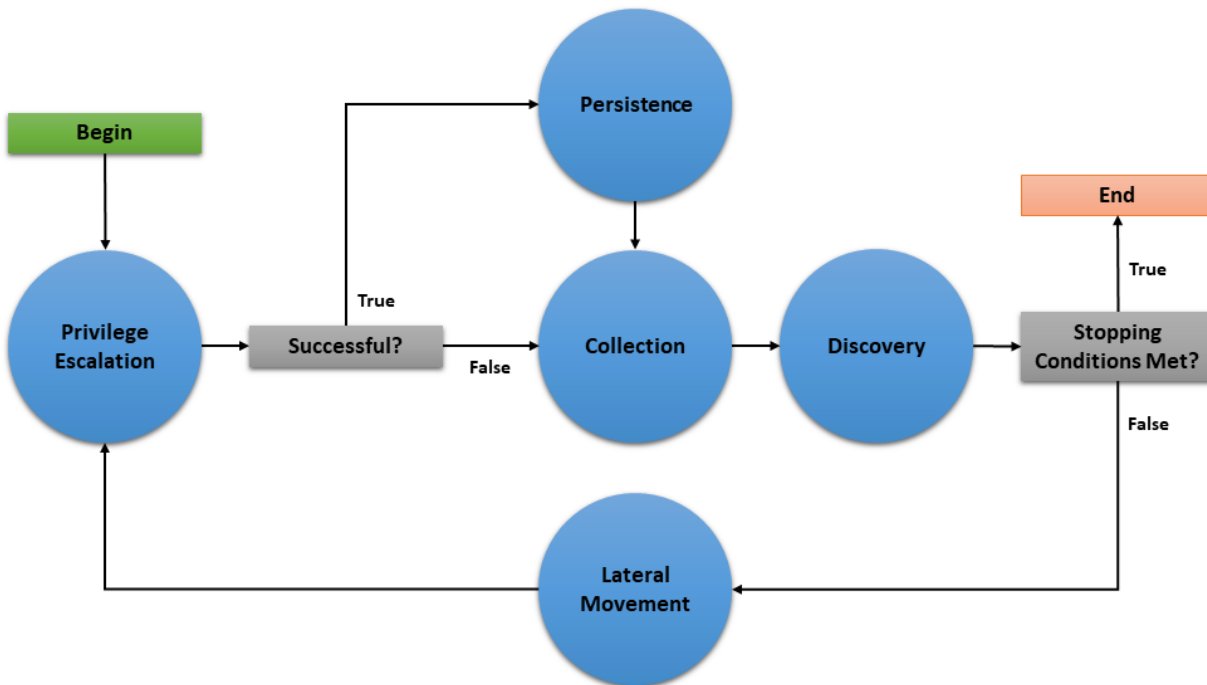 Persistence
Begin
End
True
True
Privilege
Escalation
Successful?
Collection
Discovery
Stopping
Conditions Met?
False
False
Lateral
Movement